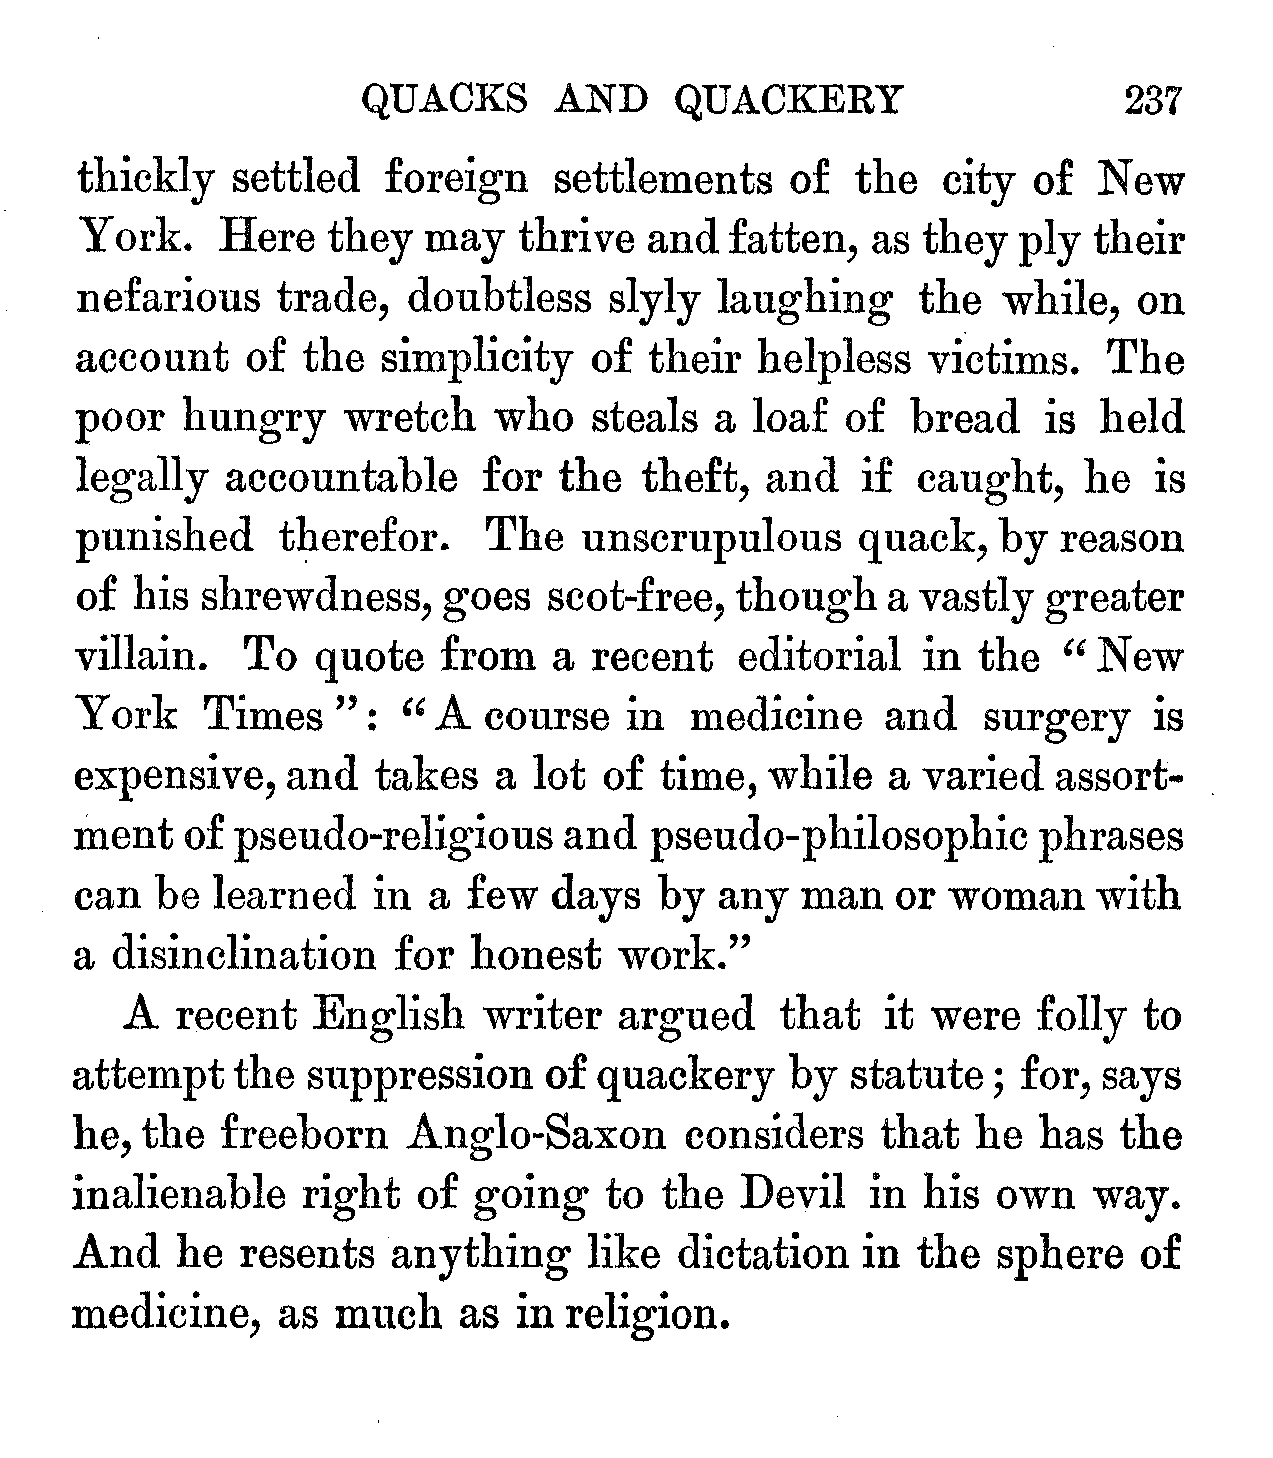 QUACKS AND QUACKERY 237
thickly settled foreign settlements of the city of New
York. Here they may thrive and fatten, as they ply their
nefarious trade, doubtless slyly laughing the while, on
account of the simplicity of their helpless victims. The
poor hungry wretch who steals a loaf of bread is held
legally accountable for the theft, and if caught, he is
punished therefor. The unscrupulous quack, by reason
of his shrewdness, goes scot-free, though a vastly greater
villain. To quote from a recent editorial in the “New
York Times”: “A course in medicine and surgery is
expensive, and takes a lot of time, while a varied assort-
ment of pseudo-religious and pseudo-philosophic phrases
can be learned in a few days by any man or woman with
a disinclination for honest work.”
A recent English writer argued that it were folly to
attempt the suppression of quackery by statute; for, says
he, the freeborn Anglo-Saxon considers that he has the
inalienable right of going to the Devil in his own way.
And he resents anything like dictation in the sphere of
medicine, as much as in religion.